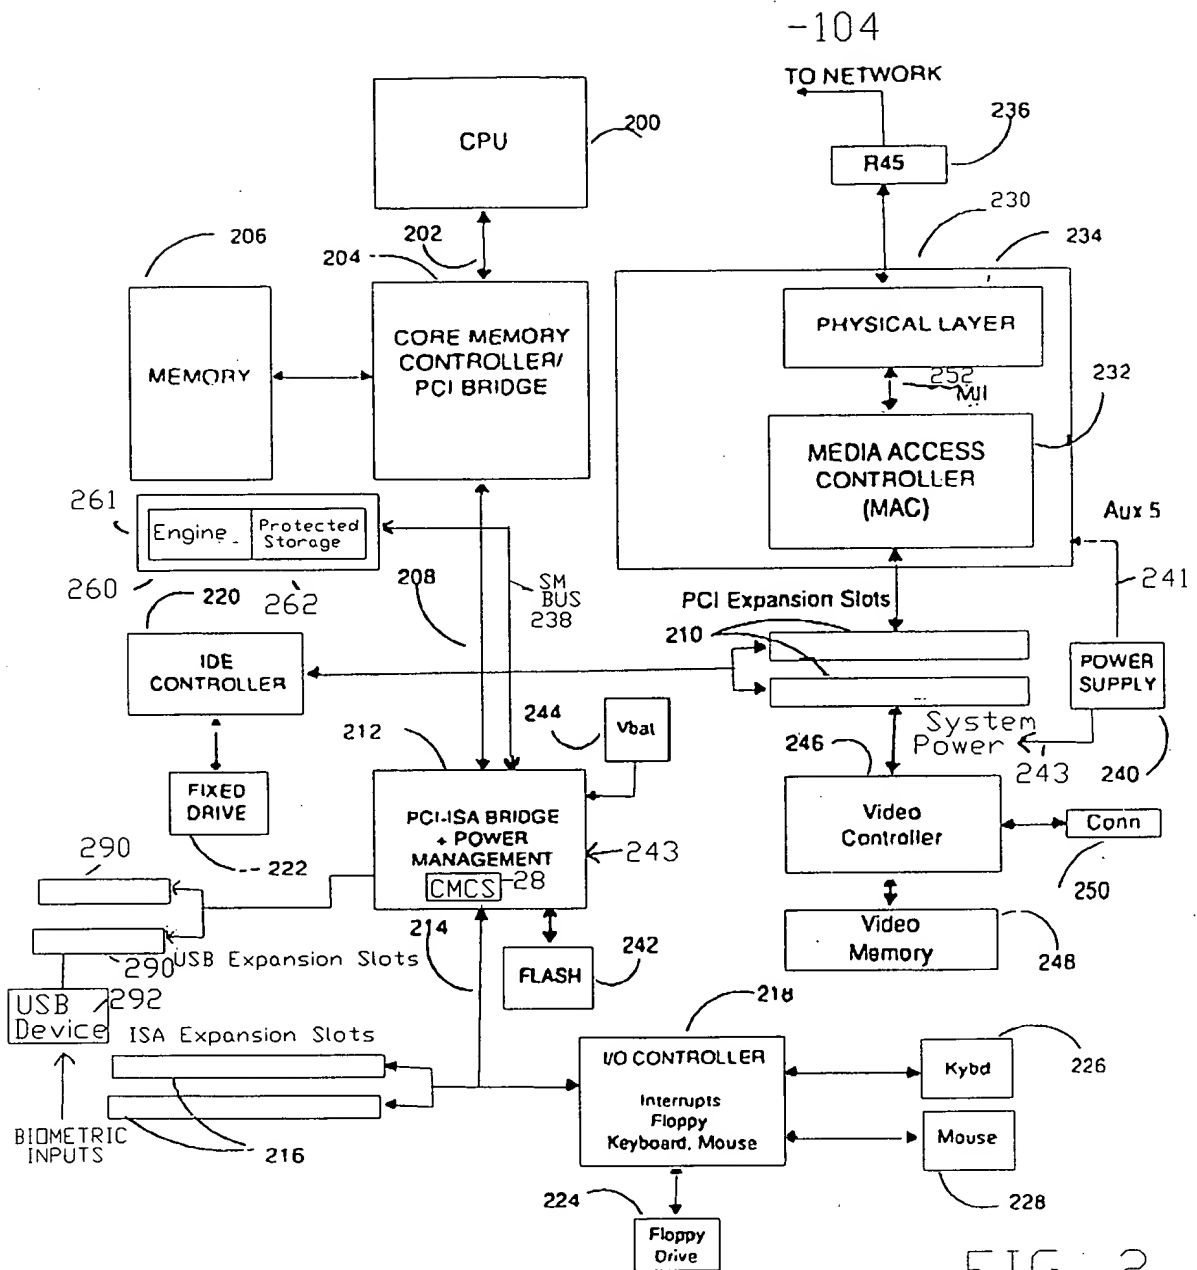 -104
TO NETWORK
CPU
200
236
R45
230
206
202
204
234
CORE MEMORY
CONTROLLER/
PCI BRIDGE
PHYSICAL LAYER
MEMORY
252
MII
232
MEDIA ACCESS
CONTROLLER
(MAC)
261
Engine
Protected
Storage
Aux 5
260
262
220
208
SM
BUS
238
241
PCI Expansion Slots
210
IDE
CONTROLLER
POWER
SUPPLY
244
Vbat
212
System
Power
246
243
240
FIXED
DRIVE
PCI-ISA BRIDGE
+ POWER
MANAGEMENT
Video
Controller
Conn
243
290
222
CMCS
28
250
214
Video
Memory
290
USB Expansion Slots
242
FLASH
248
USB
Device
292
218
ISA Expansion Slots
I/O CONTROLLER
Interrupts
Floppy
Keyboard, Mouse
Kybd
226
BIOMETRIC
INPUTS
216
Mouse
224
228
Floppy
Drive
FIG. 2